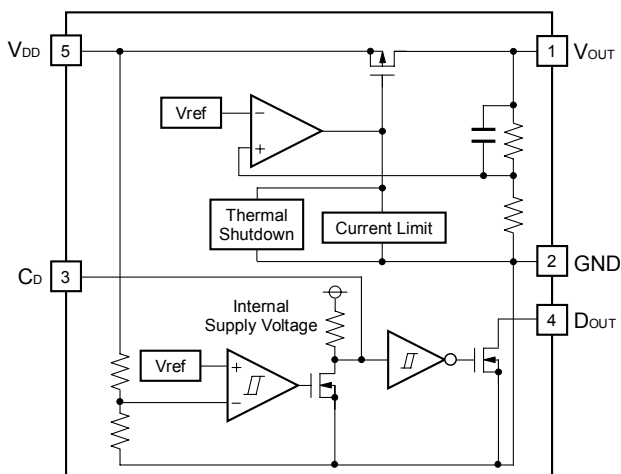 VDD 5
1 VOUT
Vref
−
+
Thermal
Shutdown
Current Limit
2 GND
CD 3
4 DOUT
Internal
Supply Voltage
Vref
+
−